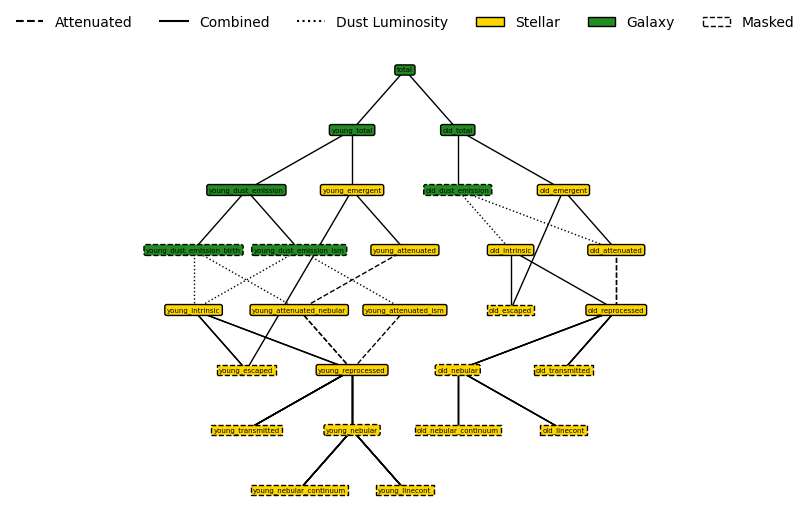 Attenuated Combined Dust Luminosity Stellar Galaxy Masked
total
young_total old_total
young_dust_emission young_emergent old_dust_emission old_emergent
young_dust_emission_birth young_dust_emission_ism young_attenuated old_intrinsic old_attenuated
young_intrinsic young_attenuated_nebular young_attenuated_ism old_escaped old_reprocessed
young_escaped young_reprocessed old_nebular old_transmitted
young_transmitted young_nebular old_nebular_continuum old_linecont
young_nebular_continuum young_linecont